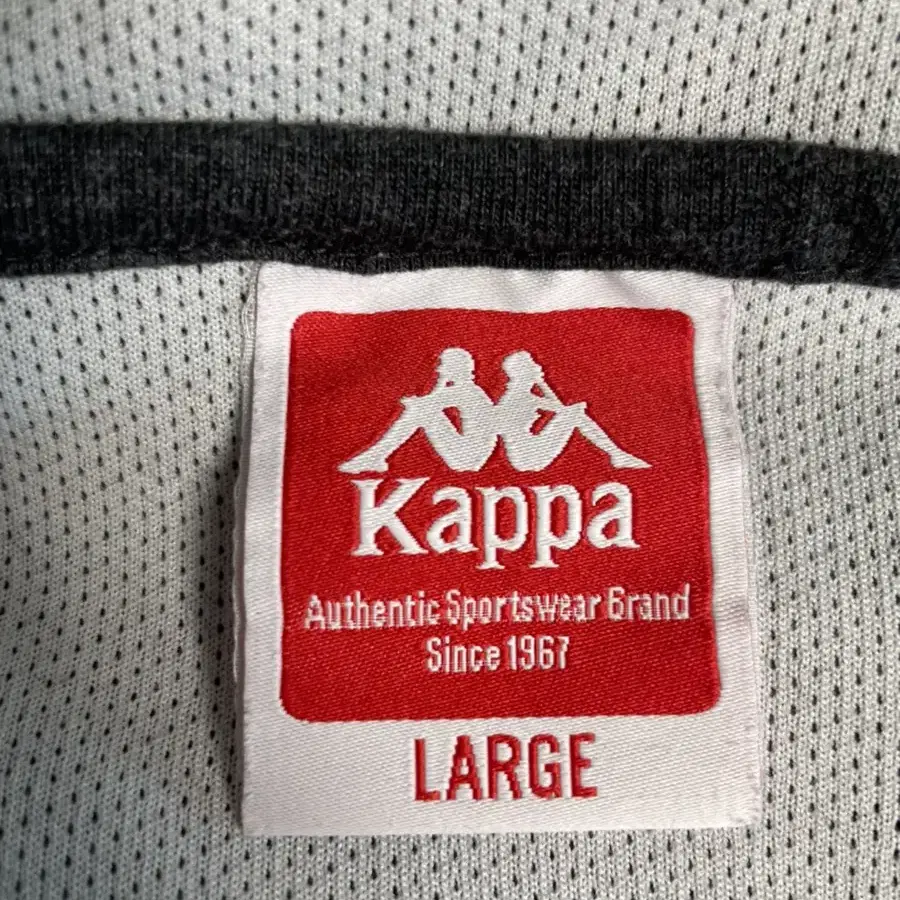 Kappa
Authentic Sportswear Brand
Since 1967
LARGE